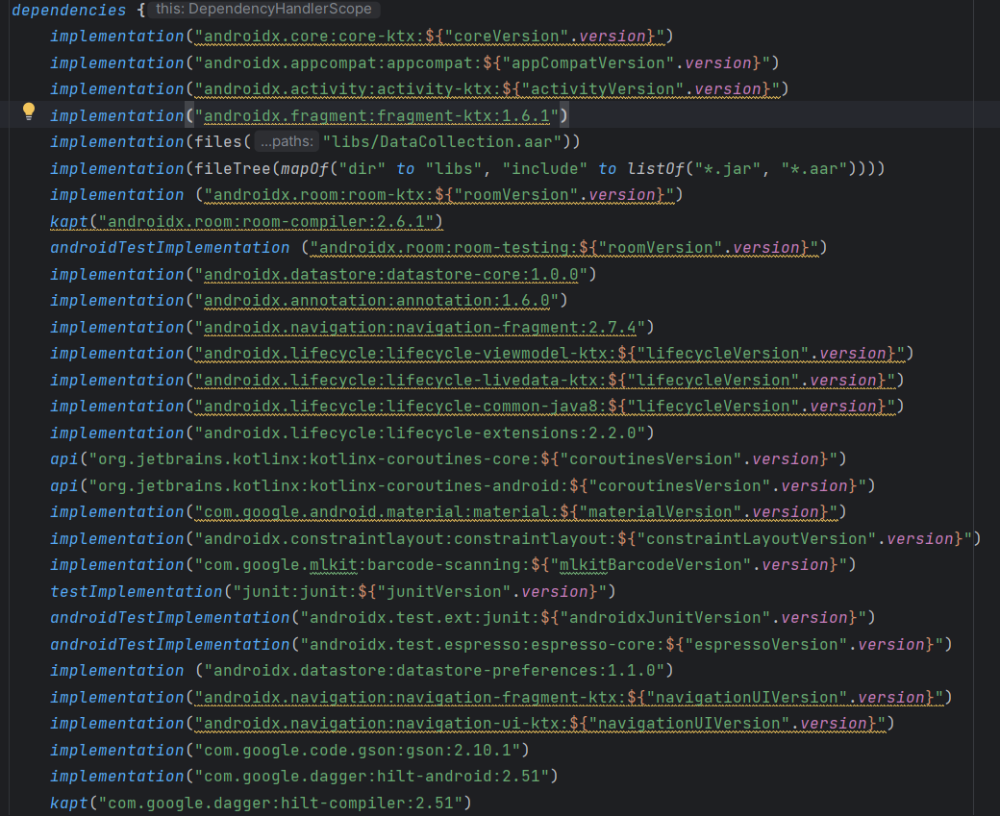 dependencies { this: DependencyHandlerScope
implementation("androidx.core:core-ktx:${"coreVersion".version}")
implementation("androidx.appcompat:appcompat:${"appCompatVersion".version}")
implementation("androidx.activity:activity-ktx:${"activityVersion".version}")
implementation("androidx.fragment:fragment-ktx:1.6.1")
implementation(files( ...paths: "libs/DataCollection.aar"))
implementation(fileTree(mapOf("dir" to "libs", "include" to listOf("*.jar", "*.aar"))))
implementation ("androidx.room:room-ktx:${"roomVersion".version}")
kapt("androidx.room:room-compiler:2.6.1")
androidTestImplementation ("androidx.room:room-testing:${"roomVersion".version}")
implementation("androidx.datastore:datastore-core:1.0.0")
implementation("androidx.annotation:annotation:1.6.0")
implementation("androidx.navigation:navigation-fragment:2.7.4")
implementation("androidx.lifecycle:lifecycle-viewmodel-ktx:${"lifecycleVersion".version}")
implementation("androidx.lifecycle:lifecycle-livedata-ktx:${"lifecycleVersion".version}")
implementation("androidx.lifecycle:lifecycle-common-java8:${"lifecycleVersion".version}")
implementation("androidx.lifecycle:lifecycle-extensions:2.2.0")
api("org.jetbrains.kotlinx:kotlinx-coroutines-core:${"coroutinesVersion".version}")
api("org.jetbrains.kotlinx:kotlinx-coroutines-android:${"coroutinesVersion".version}")
implementation("com.google.android.material:material:${"materialVersion".version}")
implementation("androidx.constraintlayout:constraintlayout:${"constraintLayoutVersion".version}")
implementation("com.google.mlkit:barcode-scanning:${"mlkitBarcodeVersion".version}")
testImplementation("junit:junit:${"junitVersion".version}")
androidTestImplementation("androidx.test.ext:junit:${"androidxJunitVersion".version}")
androidTestImplementation("androidx.test.espresso:espresso-core:${"espressoVersion".version}")
implementation ("androidx.datastore:datastore-preferences:1.1.0")
implementation("androidx.navigation:navigation-fragment-ktx:${"navigationUIVersion".version}")
implementation("androidx.navigation:navigation-ui-ktx:${"navigationUIVersion".version}")
implementation("com.google.code.gson:gson:2.10.1")
implementation("com.google.dagger:hilt-android:2.51")
kapt("com.google.dagger:hilt-compiler:2.51")